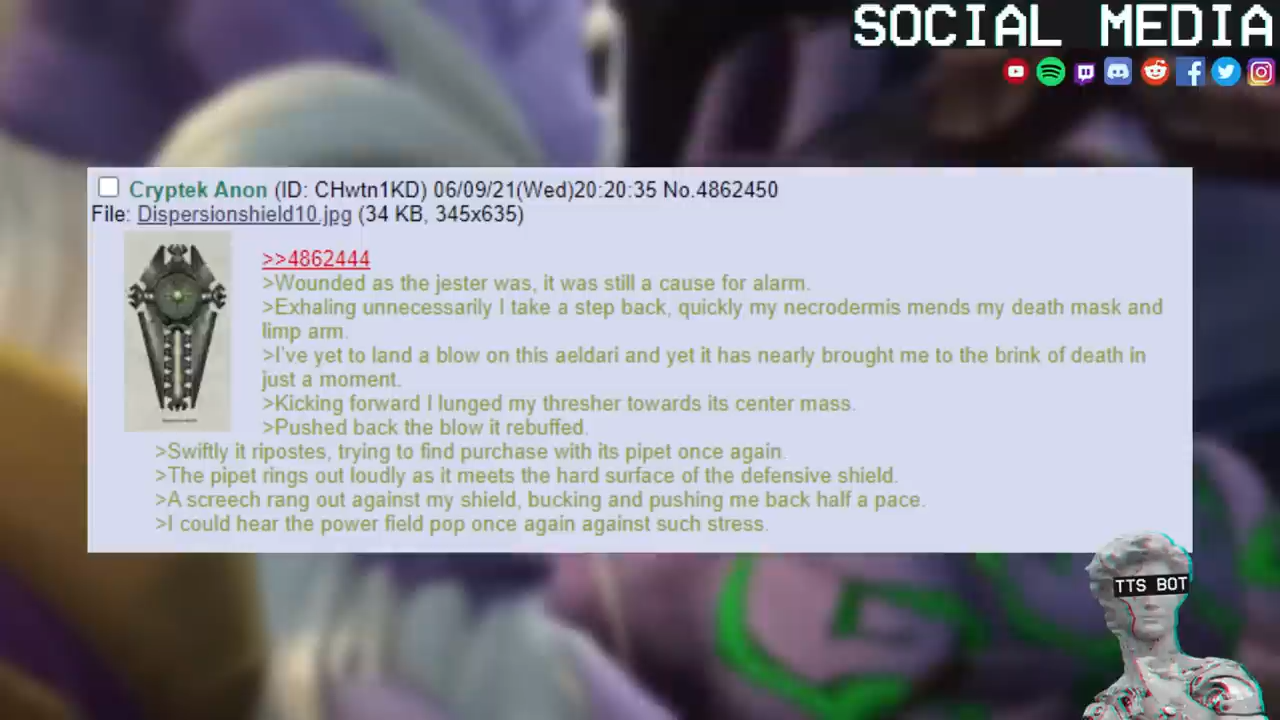 SOCIAL MEDIA
Cryptek Anon (ID: CHwtn1KD) 06/09/21(Wed)20:20:35 No.4862450
File: Dispersionshield10.jpg (34 KB, 345x635)
>>4862444
>Wounded as the jester was, it was still a cause for alarm.
>Exhaling unnecessarily I take a step back, quickly my necrodermis mends my death mask and
limp arm.
>I've yet to land a blow on this aeldari and yet it has nearly brought me to the brink of death in
just a moment.
>Kicking forward I lunged my thresher towards its center mass.
>Pushed back the blow it rebuffed.
>Swiftly it ripostes, trying to find purchase with its pipet once again.
>The pipet rings out loudly as it meets the hard surface of the defensive shield.
>A screech rang out against my shield, bucking and pushing me back half a pace.
>I could hear the power field pop once again against such stress.
TTS BOT